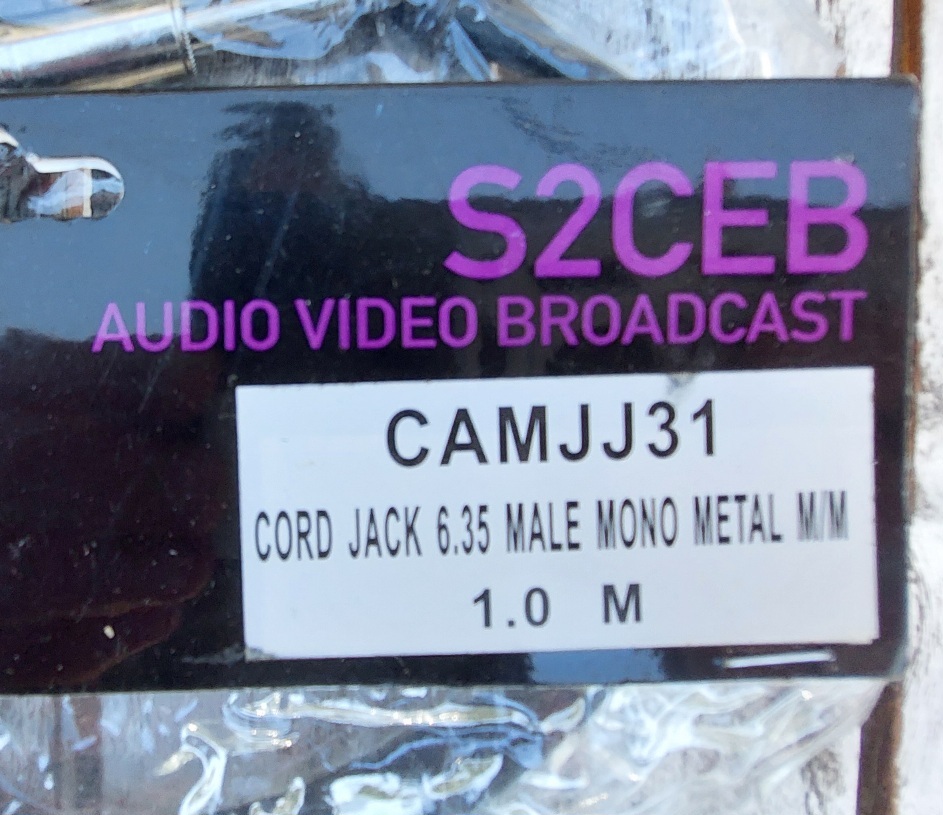 S2CEB
AUDIO VIDEO BROADCAST
CAMJJ31
CORD JACK 6.35 MALE MONO METAL M/M
1.0 M